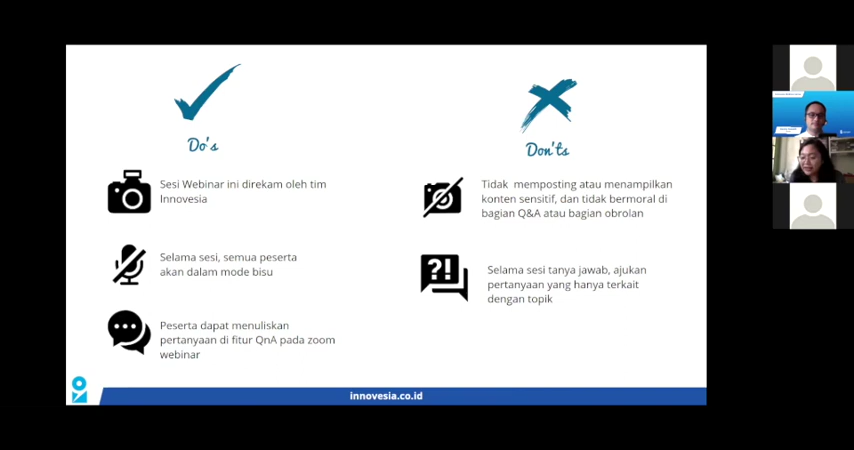 Do's
Sesi Webinar ini direkam oleh tim
Innovesia
Selama sesi, semua peserta
akan dalam mode bisu
Peserta dapat menuliskan
pertanyaan di fitur QnA pada zoom
webinar
Don'ts
Tidak memposting atau menampilkan
konten sensitif, dan tidak bermoral di
bagian Q&A atau bagian obrolan
?!
Selama sesi tanya jawab, ajukan
pertanyaan yang hanya terkait
dengan topik
innovesia.co.id